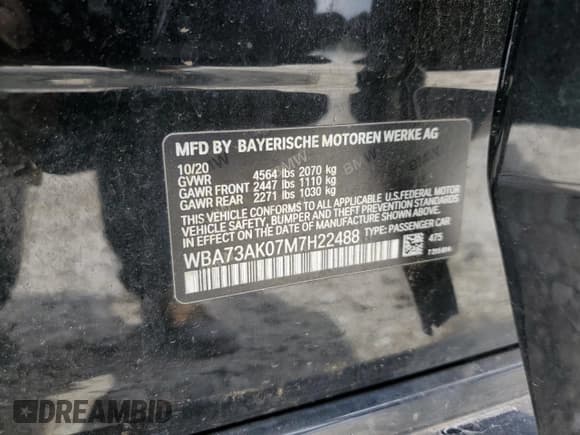 MFD BY BAYERISCHE MOTOREN WERKE AG
10/20
GVWR 4564 lbs 2070 kg
GAWR FRONT 2447 lbs 1110 kg
GAWR REAR 2271 lbs 1030 kg
THIS VEHICLE CONFORMS TO ALL APPLICABLE U.S.FEDERAL MOTOR
VEHICLE SAFETY, BUMPER, AND THEFT PREVENTION STANDARDS
IN EFFECT ON THE DATE OF MANUFACTURE SHOWN ABOVE.
WBA73AK07M7H22488 TYPE: PASSENGER CAR
475
DREAMBID